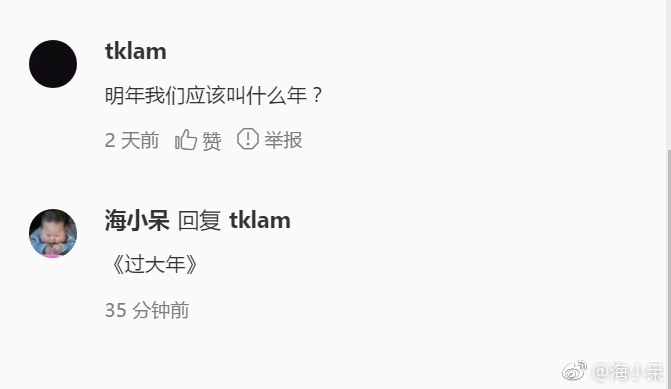 tklam
明年我们应该叫什么年？
2 天前 赞 举报
海小呆 回复 tklam
《过大年》
35 分钟前
@海小呆